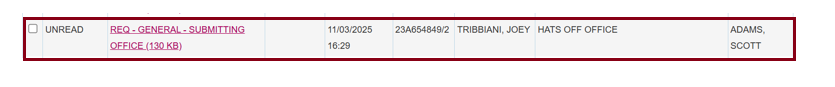 UNREAD REQ - GENERAL - SUBMITTING 11/03/2025 23A654849/2 TRIBBIANI, JOEY HATS OFF OFFICE ADAMS,
OFFICE (130 KB) 16:29 SCOTT